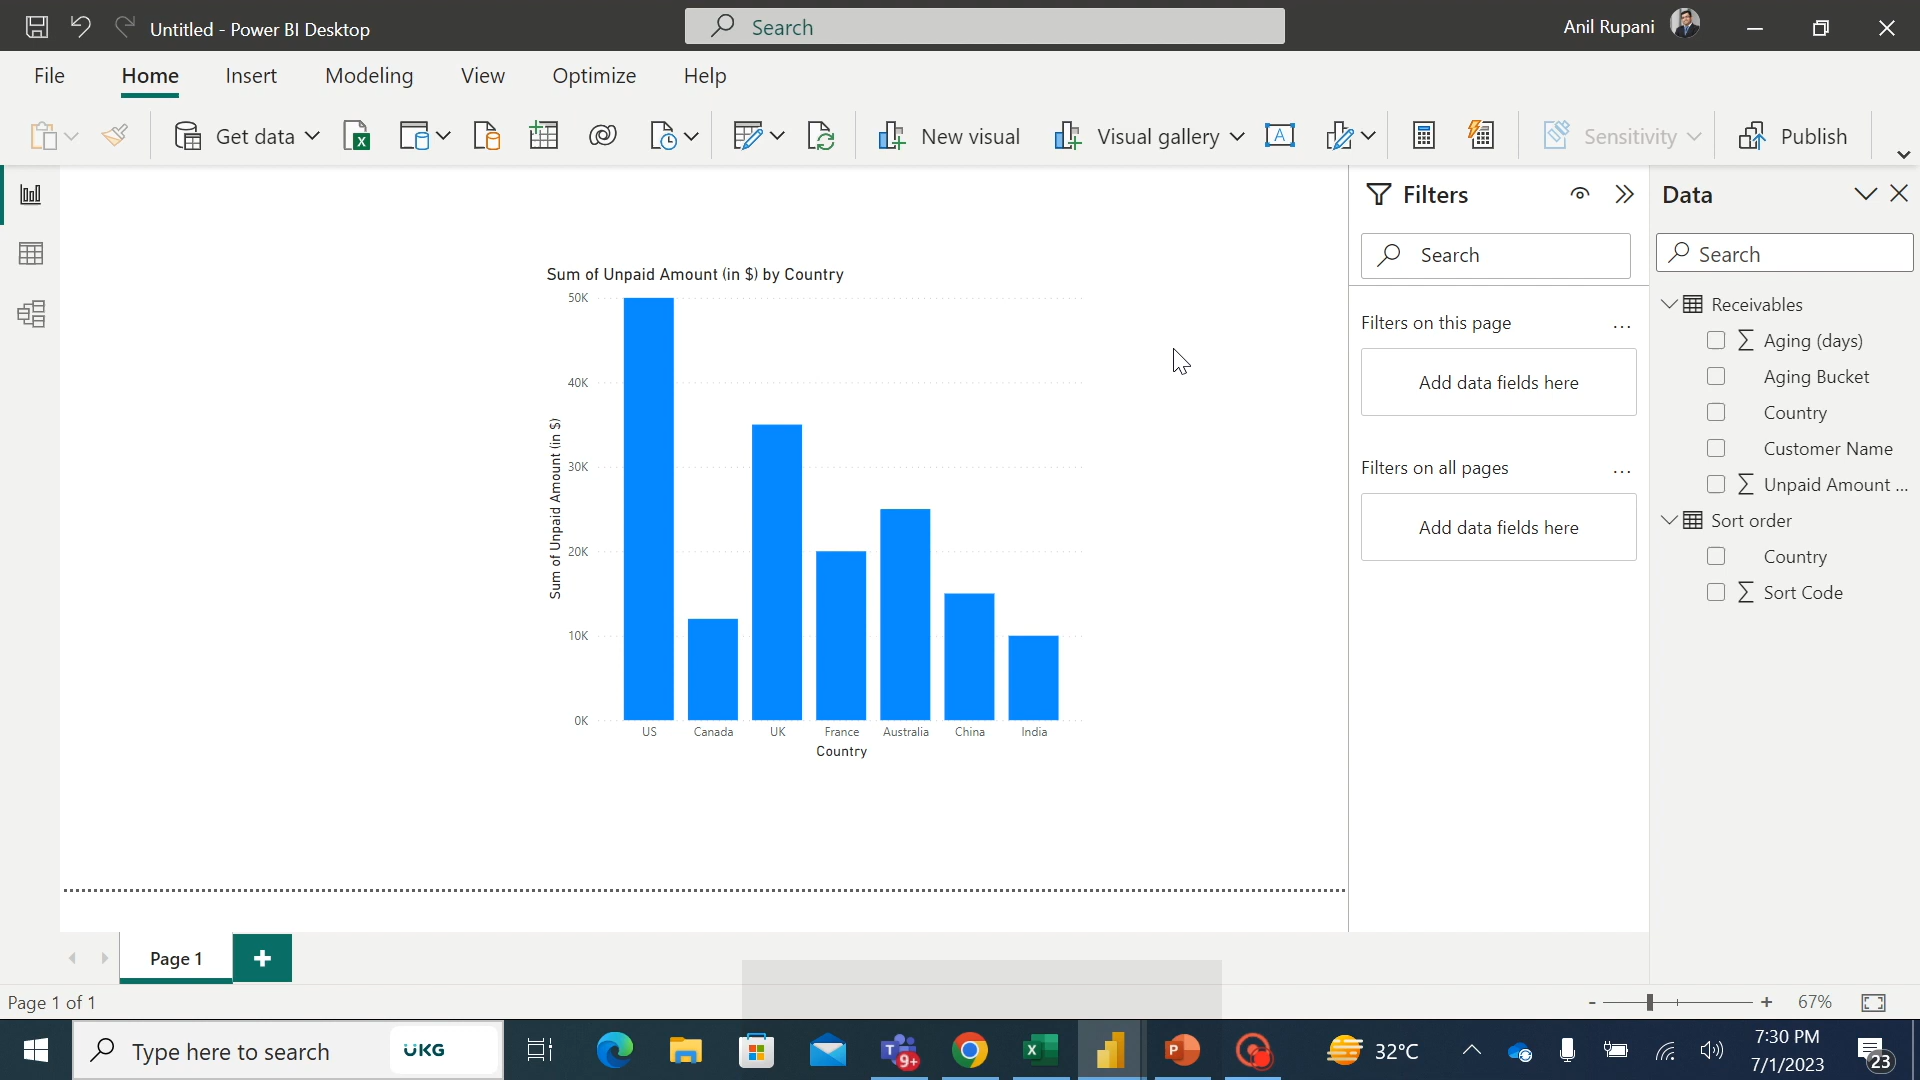 Untitled - Power BI Desktop
Search
Anil Rupani
File Home Insert Modeling View Optimize Help
Get data New visual Visual gallery A Sensitivity Publish
Filters
Search
Filters on this page ...
Add data fields here
Filters on all pages ...
Add data fields here
Data
Search
Receivables
∑ Aging (days)
Aging Bucket
Country
Customer Name
∑ Unpaid Amount ...
Sort order
Country
∑ Sort Code
Sum of Unpaid Amount (in $) by Country
Sum of Unpaid Amount (in $)
50K
40K
30K
20K
10K
0K
US Canada UK France Australia China India
Country
Page 1 +
Page 1 of 1
- + 67%
Type here to search UKG
T 9+ X P
32°C
7:30 PM
7/1/2023
23